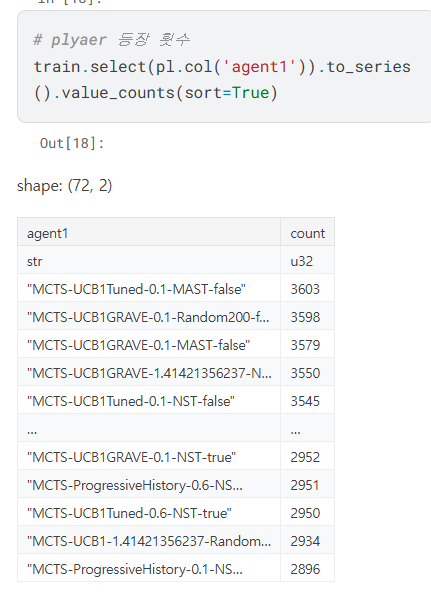 In [18]:
# plyaer 등장 횟수
train.select(pl.col('agent1')).to_series
().value_counts(sort=True)
Out[18]:
shape: (72, 2)
agent1 count
str u32
"MCTS-UCB1Tuned-0.1-MAST-false" 3603
"MCTS-UCB1GRAVE-0.1-Random200-f... 3598
"MCTS-UCB1GRAVE-0.1-MAST-false" 3579
"MCTS-UCB1GRAVE-1.41421356237-N... 3550
"MCTS-UCB1Tuned-0.1-NST-false" 3545
... ...
"MCTS-UCB1GRAVE-0.1-NST-true" 2952
"MCTS-ProgressiveHistory-0.6-NS... 2951
"MCTS-UCB1Tuned-0.6-NST-true" 2950
"MCTS-UCB1-1.41421356237-Random... 2934
"MCTS-ProgressiveHistory-0.1-NS... 2896